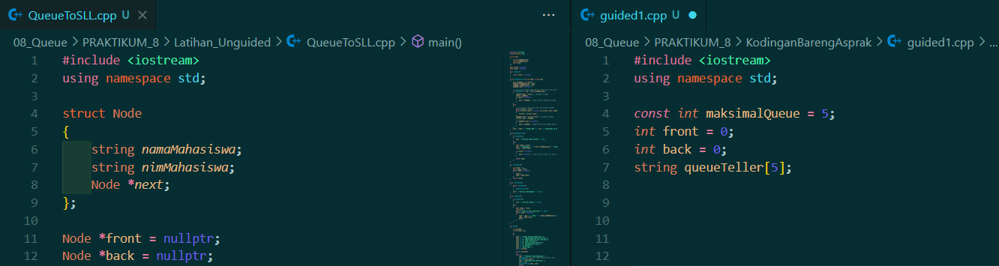 QueueToSLL.cpp U ×
08_Queue > PRAKTIKUM_8 > Latihan_Unguided > QueueToSLL.cpp > main()
1 #include <iostream>
2 using namespace std;
3
4 struct Node
5 {
6 string namaMahasiswa;
7 string nimMahasiswa;
8 Node *next;
9 };
10
11 Node *front = nullptr;
12 Node *back = nullptr;
guided1.cpp U ●
08_Queue > PRAKTIKUM_8 > KodinganBarengAsprak > guided1.cpp > ...
1 #include <iostream>
2 using namespace std;
3
4 const int maksimalQueue = 5;
5 int front = 0;
6 int back = 0;
7 string queueTeller[5];
8
9
10
11
12